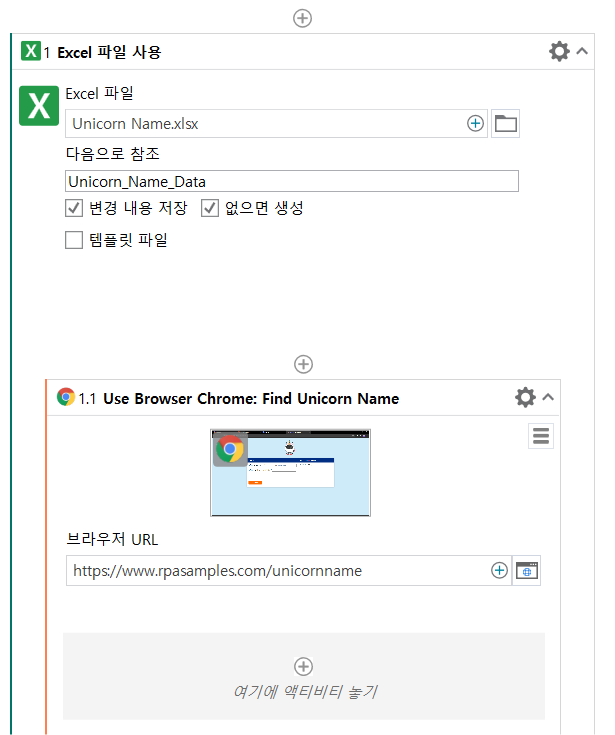 1 Excel 파일 사용
Excel 파일
Unicorn Name.xlsx
다음으로 참조
Unicorn_Name_Data
변경 내용 저장 없으면 생성
템플릿 파일
1.1 Use Browser Chrome: Find Unicorn Name
브라우저 URL
https://www.rpasamples.com/unicornname
여기에 액티비티 놓기